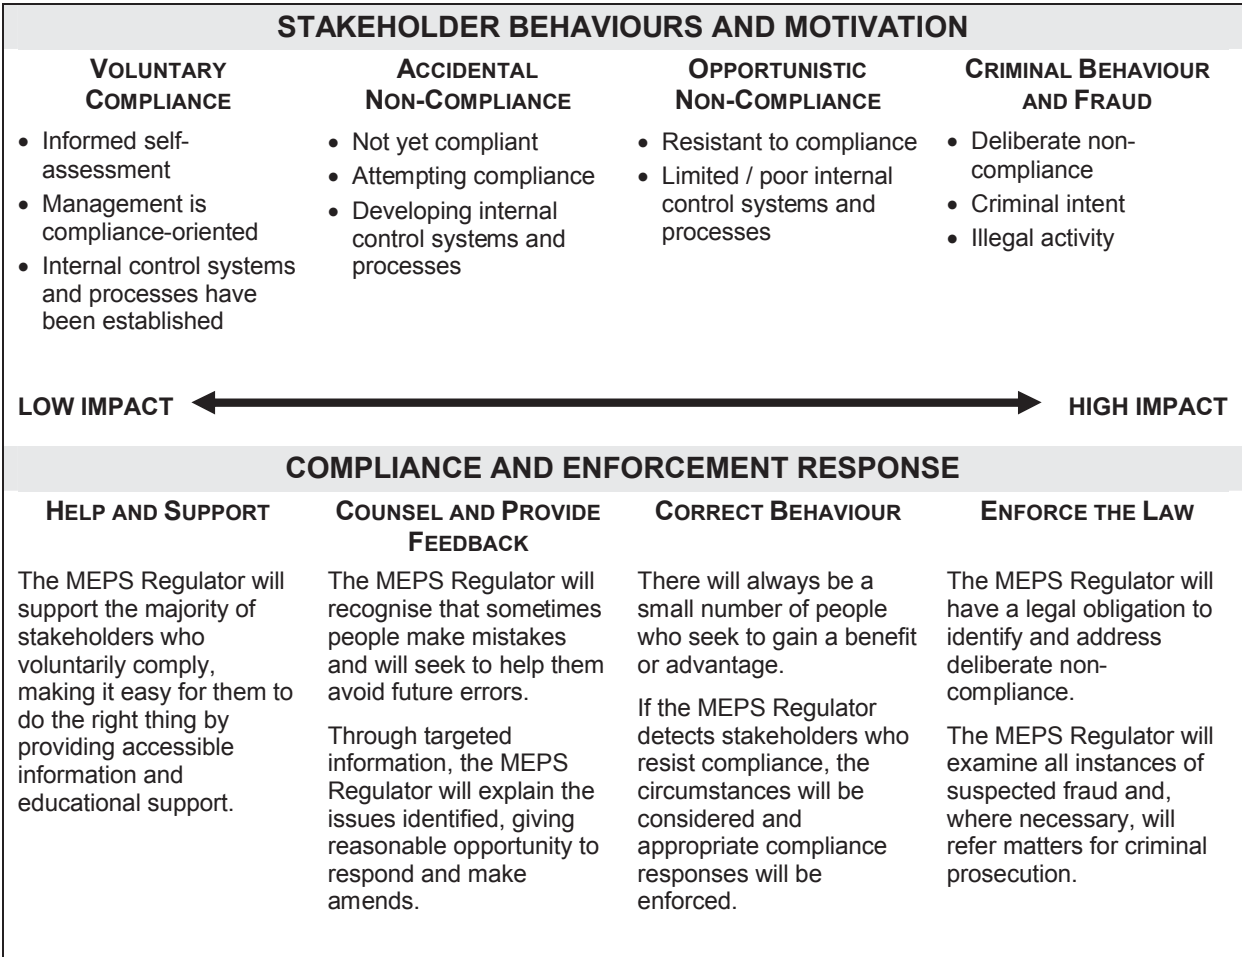 STAKEHOLDER BEHAVIOURS AND MOTIVATION
VOLUNTARY
COMPLIANCE
• Informed self-
assessment
• Management is
compliance-oriented
• Internal control systems
and processes have
been established
ACCIDENTAL
NON-COMPLIANCE
• Not yet compliant
• Attempting compliance
• Developing internal
control systems and
processes
OPPORTUNISTIC
NON-COMPLIANCE
• Resistant to compliance
• Limited / poor internal
control systems and
processes
CRIMINAL BEHAVIOUR
AND FRAUD
• Deliberate non-
compliance
• Criminal intent
• Illegal activity
LOW IMPACT
HIGH IMPACT
COMPLIANCE AND ENFORCEMENT RESPONSE
HELP AND SUPPORT
The MEPS Regulator will
support the majority of
stakeholders who
voluntarily comply,
making it easy for them to
do the right thing by
providing accessible
information and
educational support.
COUNSEL AND PROVIDE
FEEDBACK
The MEPS Regulator will
recognise that sometimes
people make mistakes
and will seek to help them
avoid future errors.
Through targeted
information, the MEPS
Regulator will explain the
issues identified, giving
reasonable opportunity to
respond and make
amends.
CORRECT BEHAVIOUR
There will always be a
small number of people
who seek to gain a benefit
or advantage.
If the MEPS Regulator
detects stakeholders who
resist compliance, the
circumstances will be
considered and
appropriate compliance
responses will be
enforced.
ENFORCE THE LAW
The MEPS Regulator will
have a legal obligation to
identify and address
deliberate non-
compliance.
The MEPS Regulator will
examine all instances of
suspected fraud and,
where necessary, will
refer matters for criminal
prosecution.